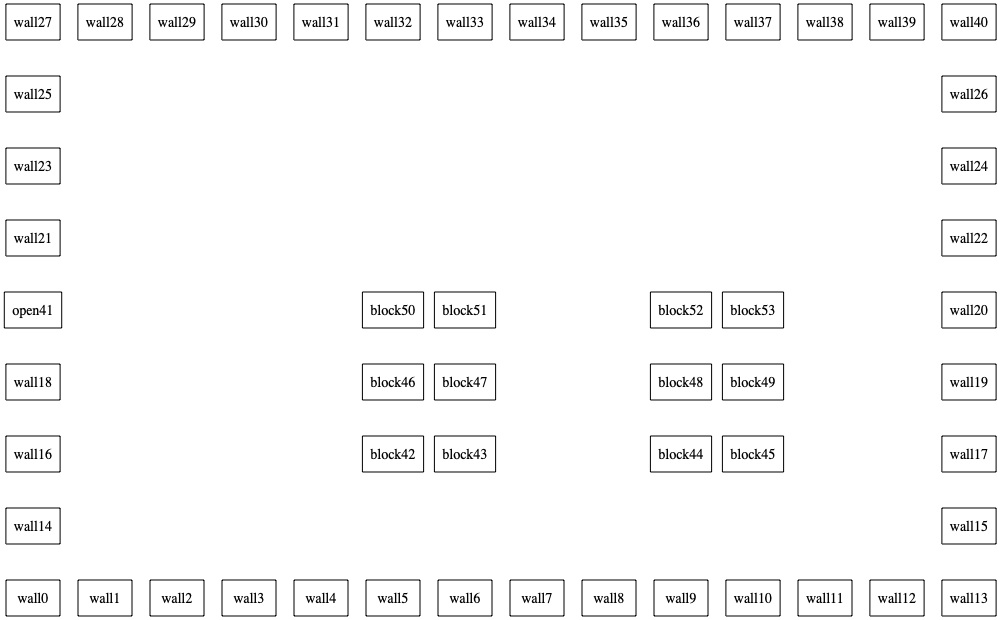 wall27 wall28 wall29 wall30 wall31 wall32 wall33 wall34 wall35 wall36 wall37 wall38 wall39 wall40
wall25 wall26
wall23 wall24
wall21 wall22
open41 block50 block51 block52 block53 wall20
wall18 block46 block47 block48 block49 wall19
wall16 block42 block43 block44 block45 wall17
wall14 wall15
wall0 wall1 wall2 wall3 wall4 wall5 wall6 wall7 wall8 wall9 wall10 wall11 wall12 wall13